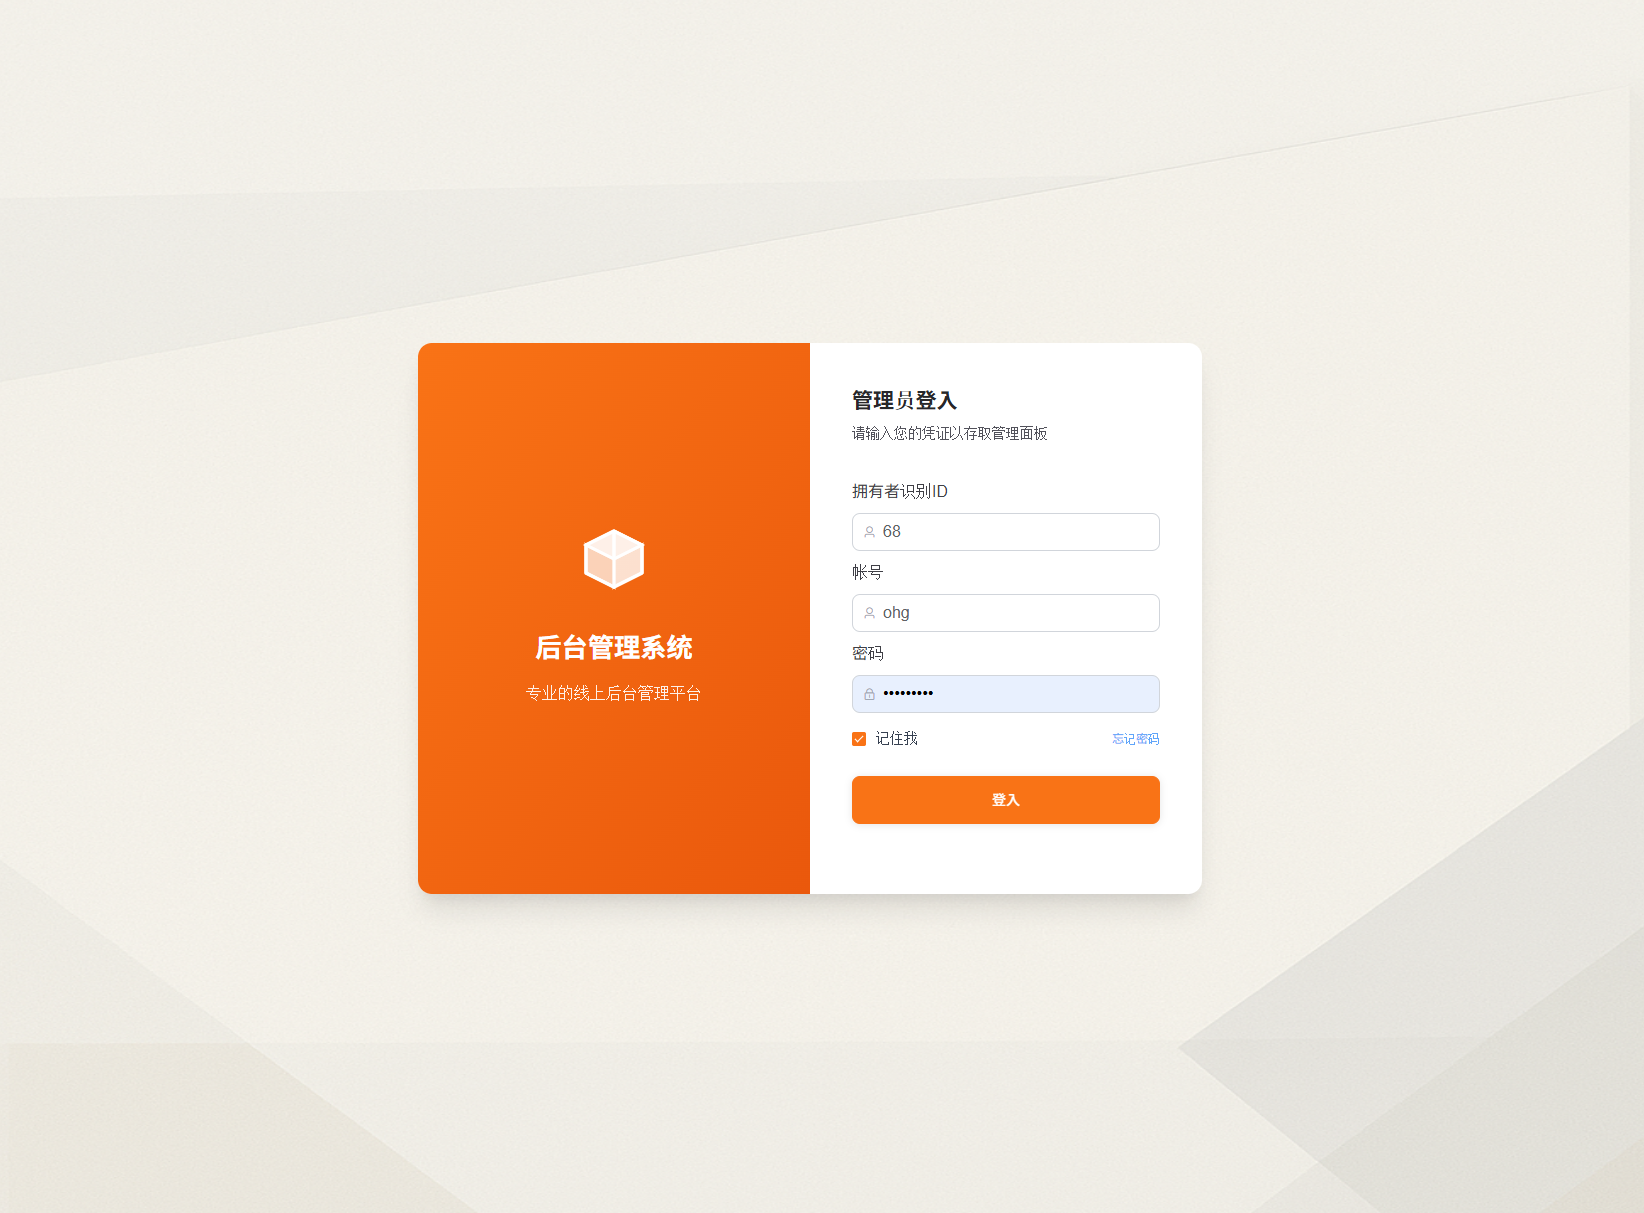 后台管理系统
专业的线上后台管理平台
管理员登入
请输入您的凭证以存取管理面板
拥有者识别ID
68
帐号
ohg
密码
•••••••••
记住我
忘记密码
登入